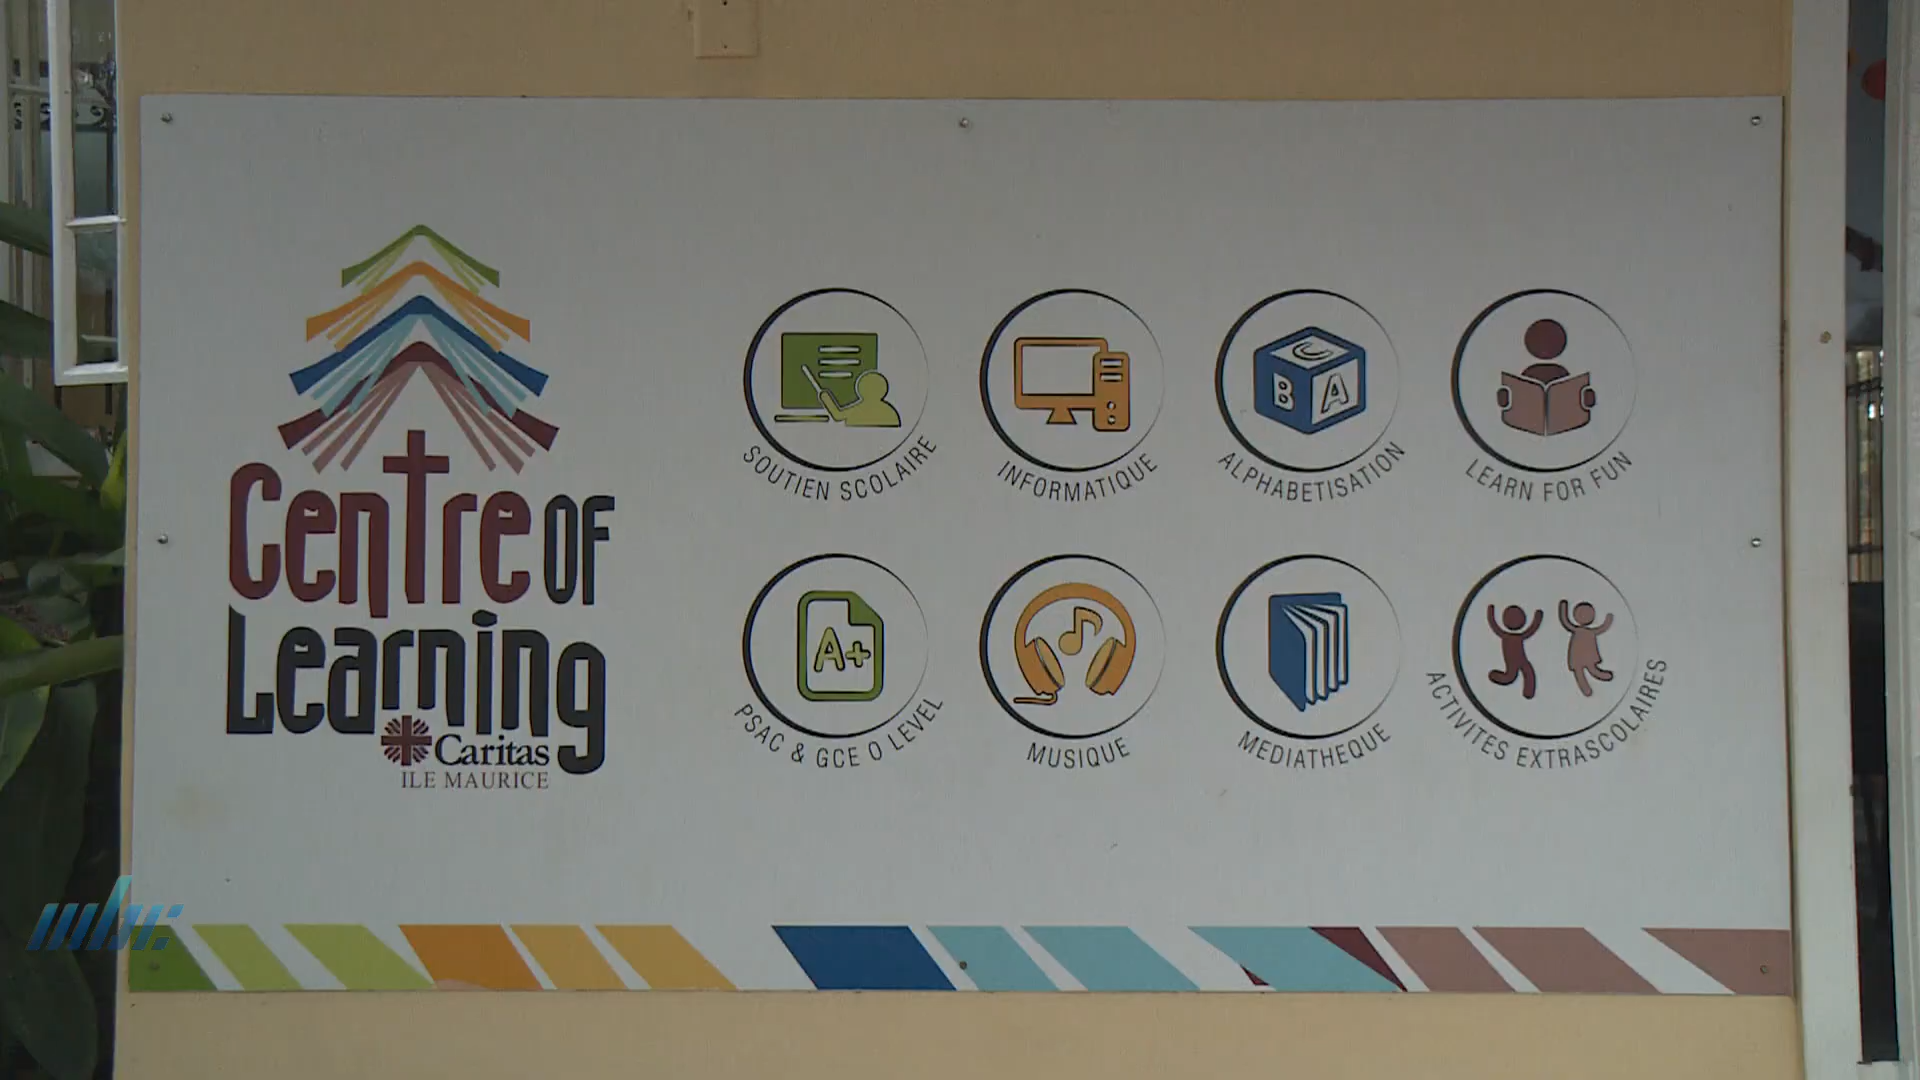 Centre OF
Learning
Caritas
ILE MAURICE
SOUTIEN SCOLAIRE
INFORMATIQUE
C
B A
ALPHABETISATION
LEARN FOR FUN
A+
PSAC & GCE O LEVEL
MUSIQUE
MEDIATHEQUE
ACTIVITES EXTRASCOLAIRES
mbc